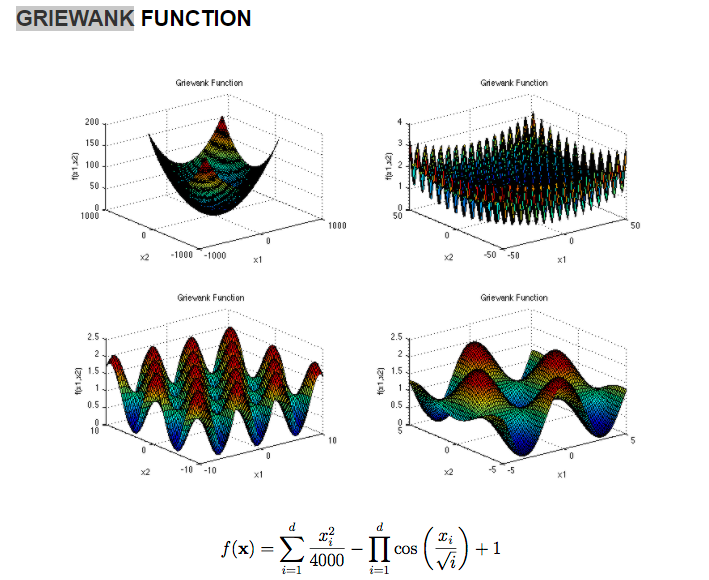 GRIEWANK FUNCTION
Griewank Function
200
150
100
50
0
f(x1,x2)
1000
0
-1000
x2
-1000
0
1000
x1
Griewank Function
4
3
2
1
0
f(x1,x2)
50
0
-50
x2
-50
0
50
x1
Griewank Function
2.5
2
1.5
1
0.5
0
f(x1,x2)
10
0
-10
x2
-10
0
10
x1
Griewank Function
2.5
2
1.5
1
0.5
0
f(x1,x2)
5
0
-5
x2
-5
0
5
x1
f(x) = ∑_{i=1}^{d} x_i^2/4000 − ∏_{i=1}^{d} cos(x_i/√i) + 1